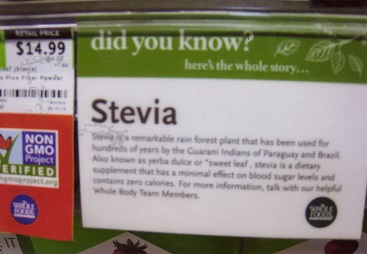 RETAIL PRICE
$14.99
Plus Fiber Powder
NON
GMO
Project
VERIFIED
nongmoproject.org
WHOLE
FOODS
did you know?
here's the whole story...
Stevia
Stevia is a remarkable rain forest plant that has been used for
hundreds of years by the Guarani Indians of Paraguay and Brazil.
Also known as yerba dulce or "sweet leaf, stevia is a dietary
supplement that has a minimal effect on blood sugar levels and
contains zero calories. For more information, talk with our helpful
Whole Body Team Members.
WHOLE
FOODS
IT